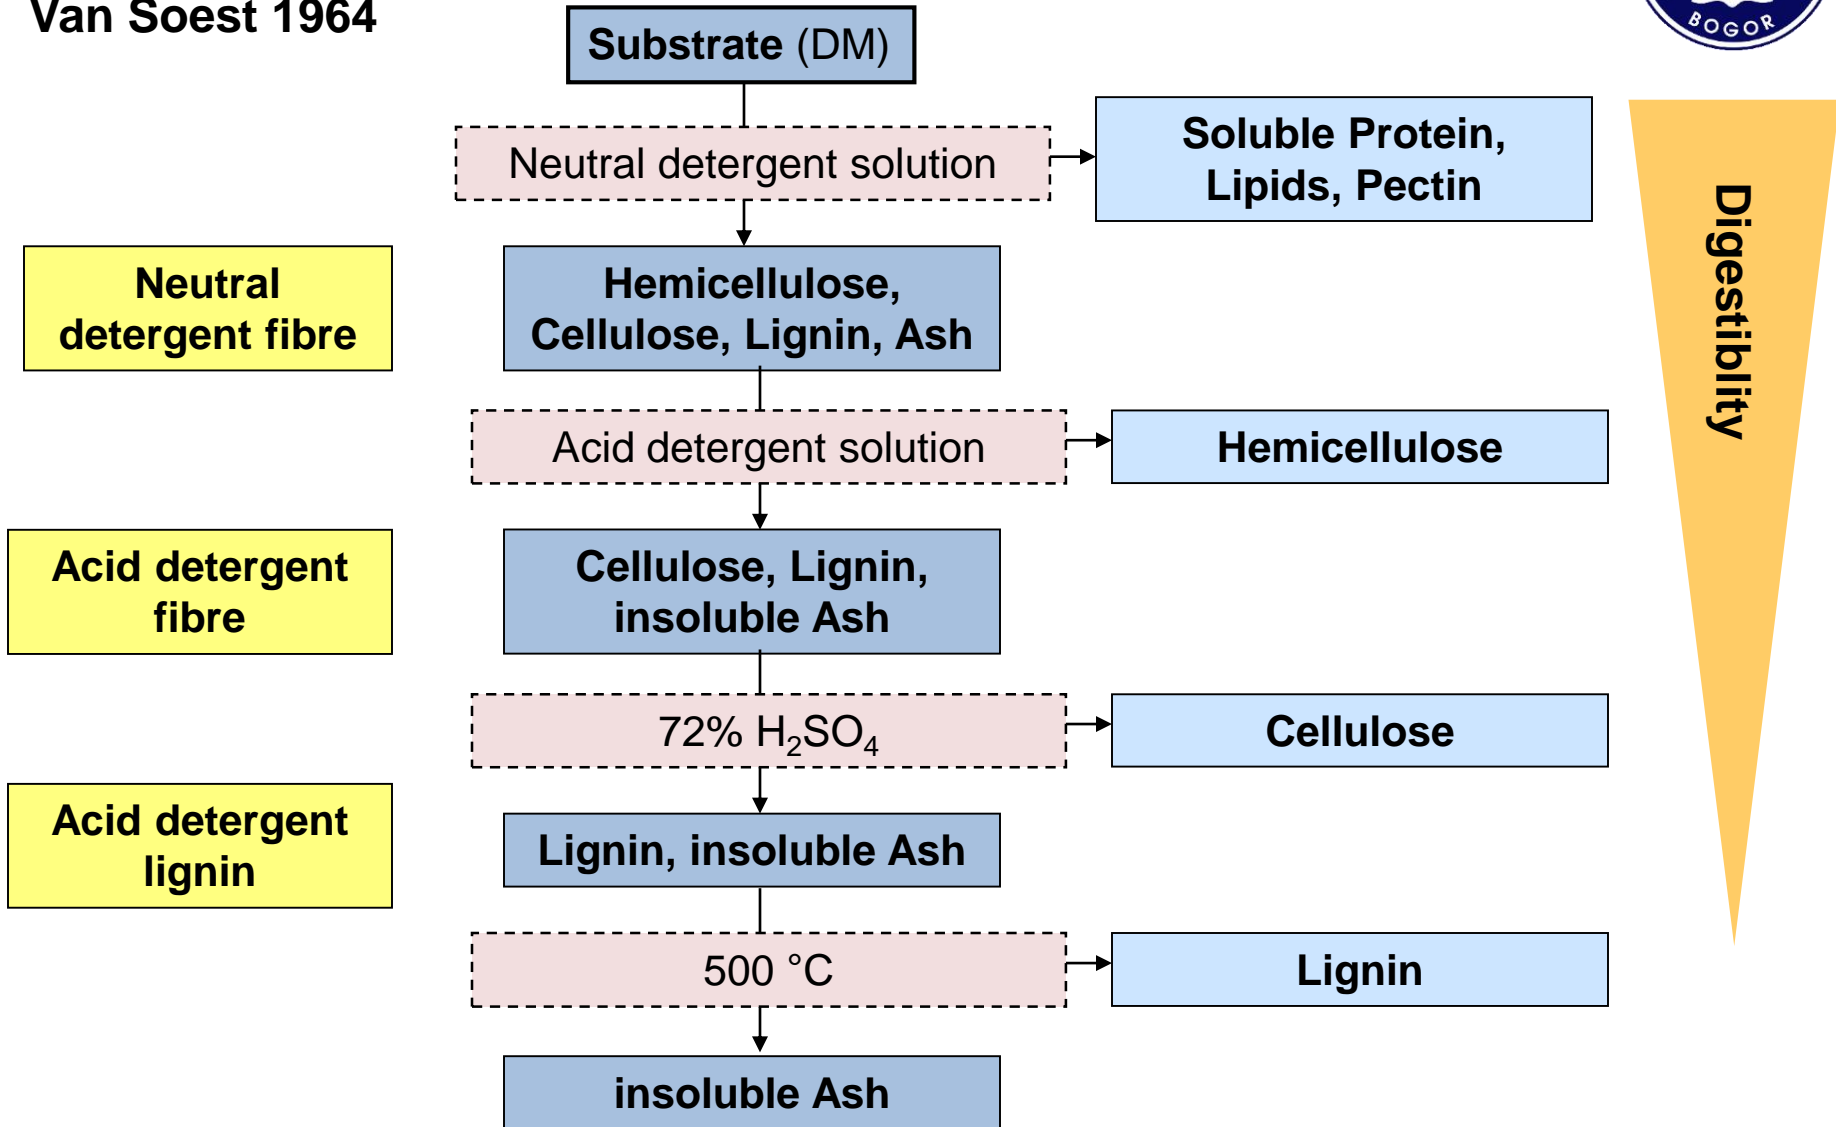 Van Soest 1964
BOGOR
Substrate (DM)
Neutral detergent solution
Soluble Protein,
Lipids, Pectin
Digestiblity
Neutral
detergent fibre
Hemicellulose,
Cellulose, Lignin, Ash
Acid detergent solution
Hemicellulose
Acid detergent
fibre
Cellulose, Lignin,
insoluble Ash
72% H₂SO₄
Cellulose
Acid detergent
lignin
Lignin, insoluble Ash
500 °C
Lignin
insoluble Ash